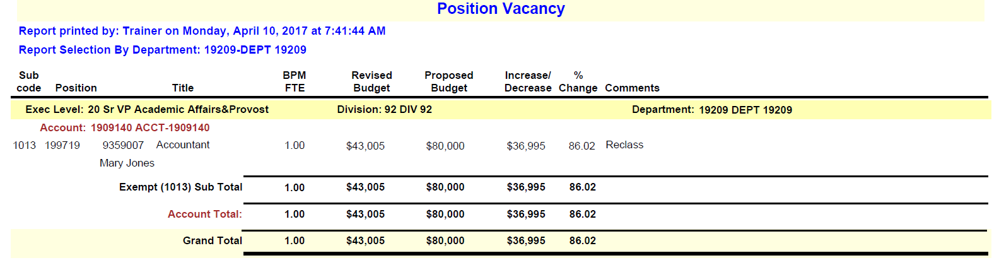 Position Vacancy
Report printed by: Trainer on Monday, April 10, 2017 at 7:41:44 AM
Report Selection By Department: 19209-DEPT 19209
Sub code Position Title BPM FTE Revised Budget Proposed Budget Increase/ Decrease % Change Comments
Exec Level: 20 Sr VP Academic Affairs&Provost Division: 92 DIV 92 Department: 19209 DEPT 19209
Account: 1909140 ACCT-1909140
1013 199719 9359007 Accountant 1.00 $43,005 $80,000 $36,995 86.02 Reclass
Mary Jones
Exempt (1013) Sub Total 1.00 $43,005 $80,000 $36,995 86.02
Account Total: 1.00 $43,005 $80,000 $36,995 86.02
Grand Total 1.00 $43,005 $80,000 $36,995 86.02